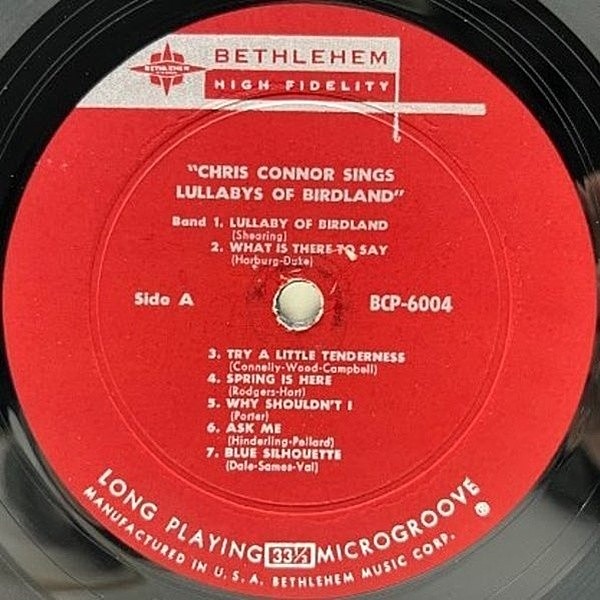 BETHLEHEM
BETHLEHEM
HIGH FIDELITY
"CHRIS CONNOR SINGS
LULLABYS OF BIRDLAND"
Band 1. LULLABY OF BIRDLAND
(Shearing)
2. WHAT IS THERE TO SAY
(Harburg-Duke)
Side A
BCP-6004
3. TRY A LITTLE TENDERNESS
(Connelly-Wood-Campbell)
4. SPRING IS HERE
(Rodgers-Hart)
5. WHY SHOULDN'T I
(Porter)
6. ASK ME
(Hinderling-Pollard)
7. BLUE SILHOUETTE
(Dale-Sames-Val)
LONG PLAYING 33⅓ MICROGROOVE
MANUFACTURED IN U.S.A. BETHLEHEM MUSIC CORP.